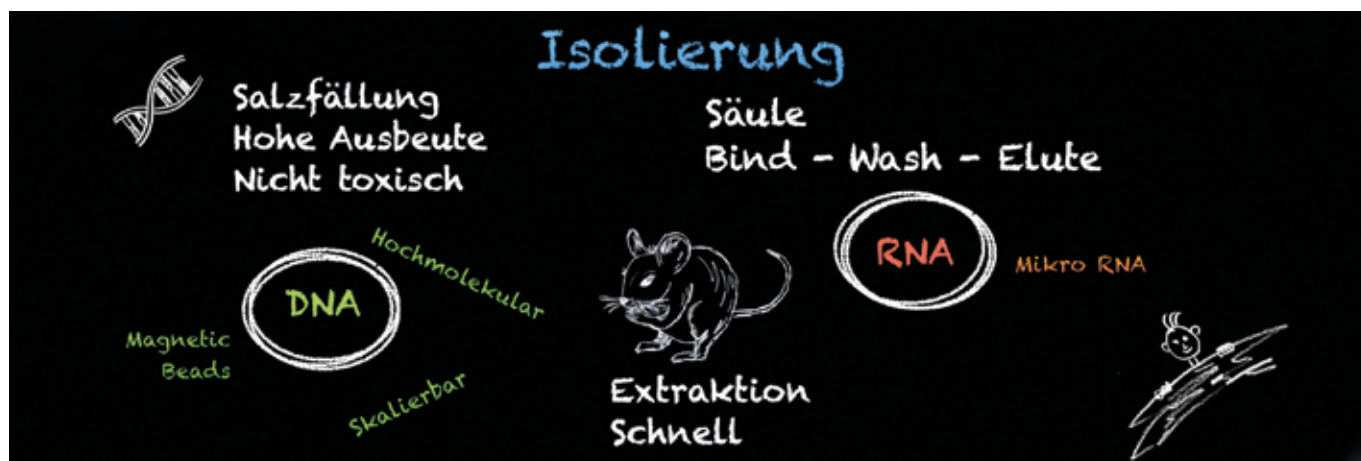 Isolierung
Salzfällung
Hohe Ausbeute
Nicht toxisch
Säule
Bind - Wash - Elute
Hochmolekular
DNA
Magnetic
Beads
Skalierbar
RNA
Mikro RNA
Extraktion
Schnell